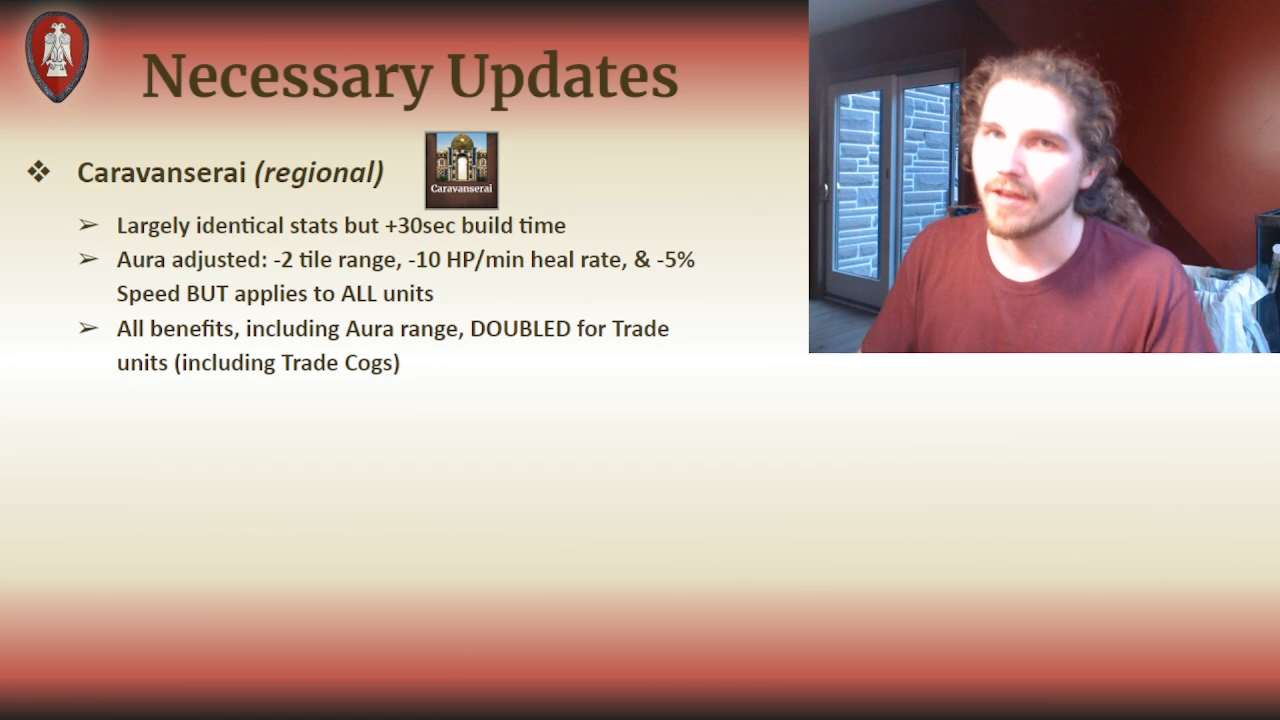 Necessary Updates
Caravanserai (regional)
Caravanserai
Largely identical stats but +30sec build time
Aura adjusted: -2 tile range, -10 HP/min heal rate, & -5%
Speed BUT applies to ALL units
All benefits, including Aura range, DOUBLED for Trade
units (including Trade Cogs)